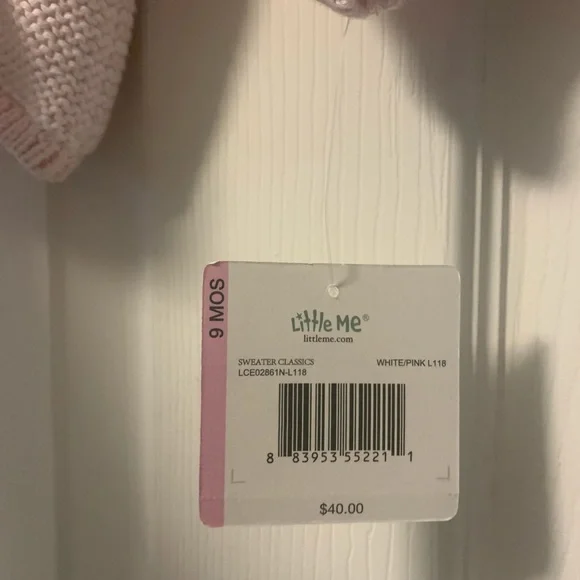 9 MOS
Little Me®
littleme.com
SWEATER CLASSICS WHITE/PINK L118
LCE02861N-L118
8 83953 55221 1
$40.00